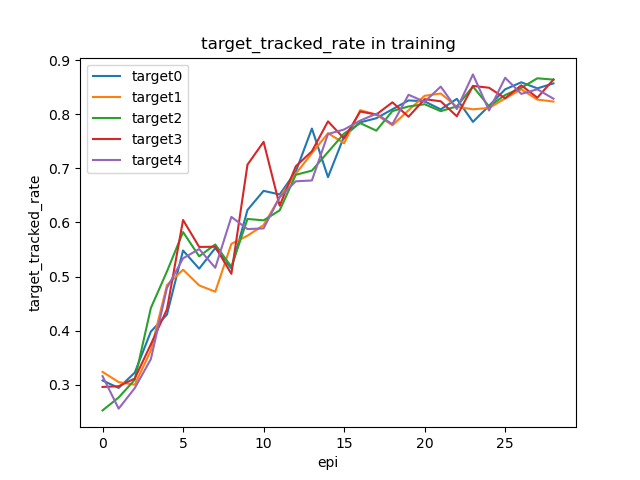 target_tracked_rate in training
target0
target1
target2
target3
target4
target_tracked_rate
0.9
0.8
0.7
0.6
0.5
0.4
0.3
0 5 10 15 20 25
epi